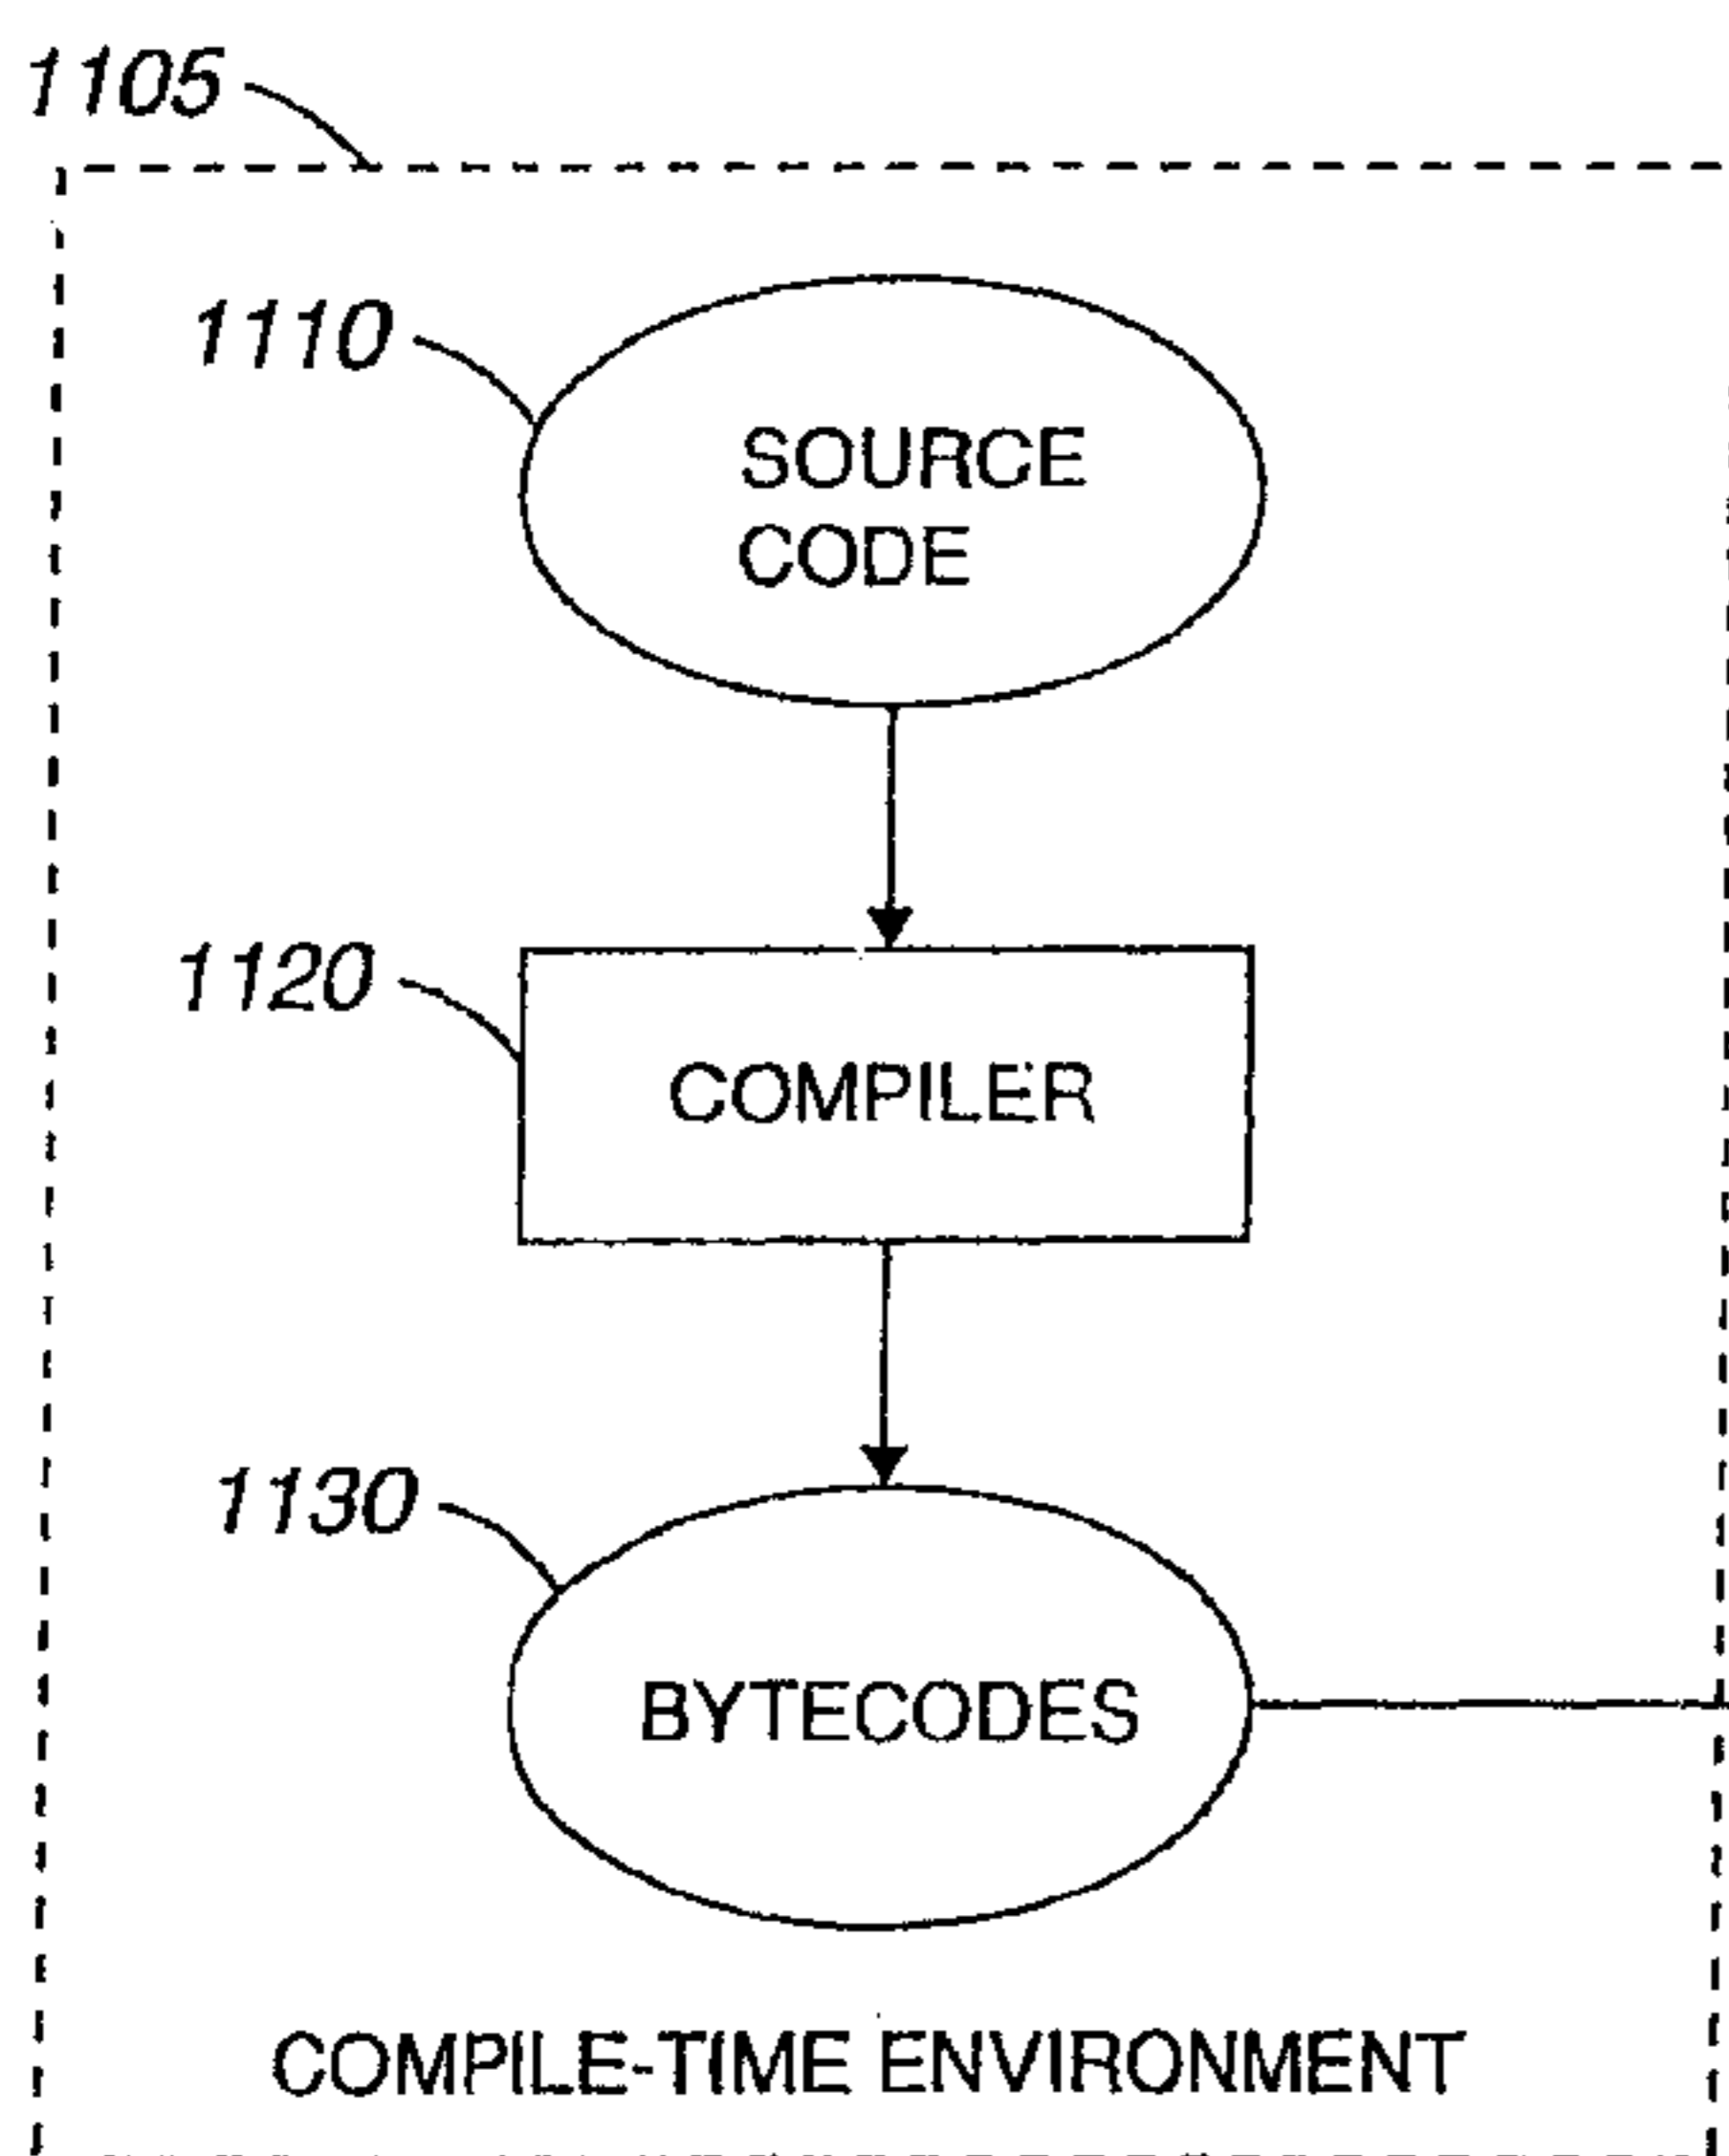 1105
1110
SOURCE
CODE
1120
COMPILER
1130
BYTECODES
COMPILE-TIME ENVIRONMENT